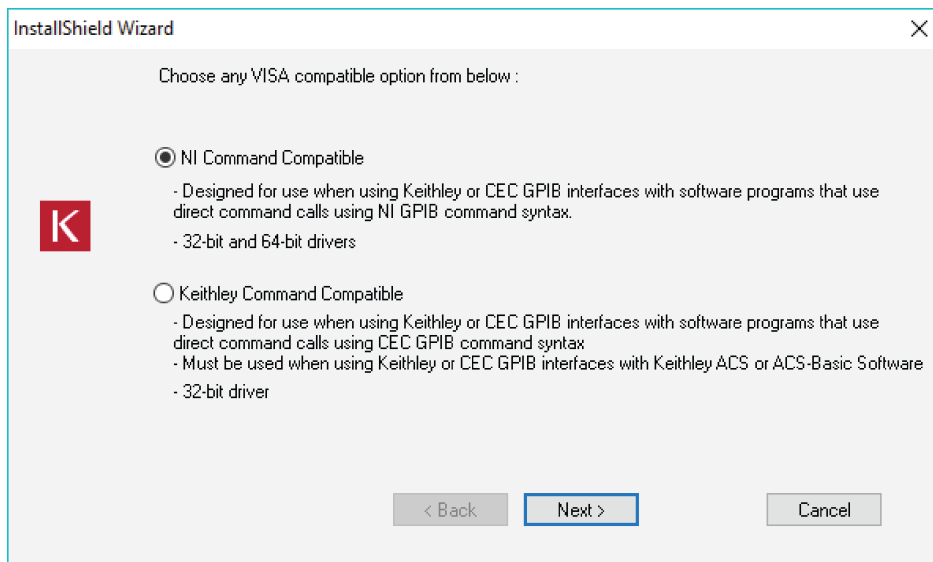 InstallShield Wizard
Choose any VISA compatible option from below :
NI Command Compatible
- Designed for use when using Keithley or CEC GPIB interfaces with software programs that use
direct command calls using NI GPIB command syntax.
- 32-bit and 64-bit drivers
K
Keithley Command Compatible
- Designed for use when using Keithley or CEC GPIB interfaces with software programs that use
direct command calls using CEC GPIB command syntax
- Must be used when using Keithley or CEC GPIB interfaces with Keithley ACS or ACS-Basic Software
- 32-bit driver
< Back Next > Cancel